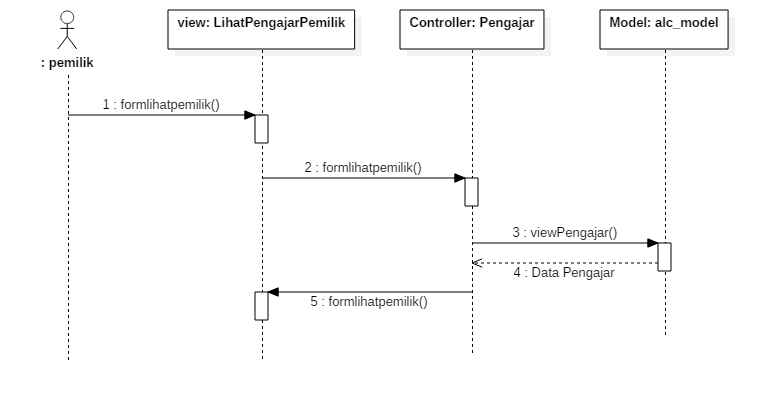 view: LihatPengajarPemilik
Controller: Pengajar
Model: alc_model
: pemilik
1 : formlihatpemilik()
2 : formlihatpemilik()
3 : viewPengajar()
4 : Data Pengajar
5 : formlihatpemilik()